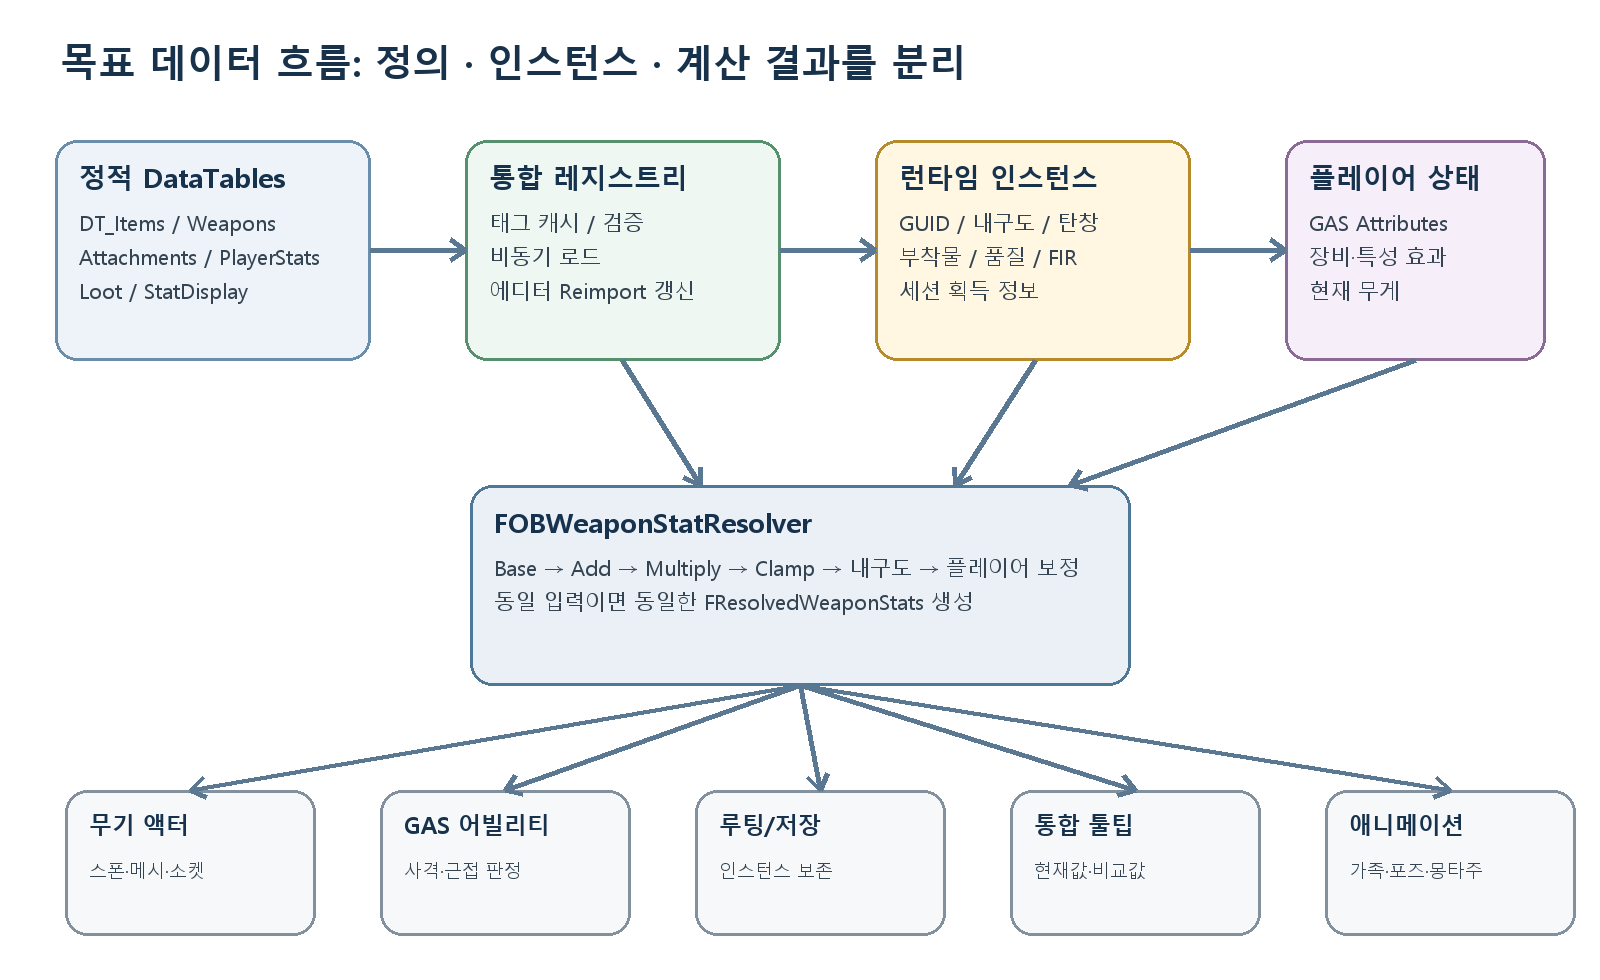 목표 데이터 흐름: 정의 · 인스턴스 · 계산 결과를 분리
정적 DataTables
DT_Items / Weapons
Attachments / PlayerStats
Loot / StatDisplay
통합 레지스트리
태그 캐시 / 검증
비동기 로드
에디터 Reimport 갱신
런타임 인스턴스
GUID / 내구도 / 탄창
부착물 / 품질 / FIR
세션 획득 정보
플레이어 상태
GAS Attributes
장비·특성 효과
현재 무게
FOBWeaponStatResolver
Base → Add → Multiply → Clamp → 내구도 → 플레이어 보정
동일 입력이면 동일한 FResolvedWeaponStats 생성
무기 액터
스폰·메시·소켓
GAS 어빌리티
사격·근접 판정
루팅/저장
인스턴스 보존
통합 툴팁
현재값·비교값
애니메이션
가족·포즈·몽타주